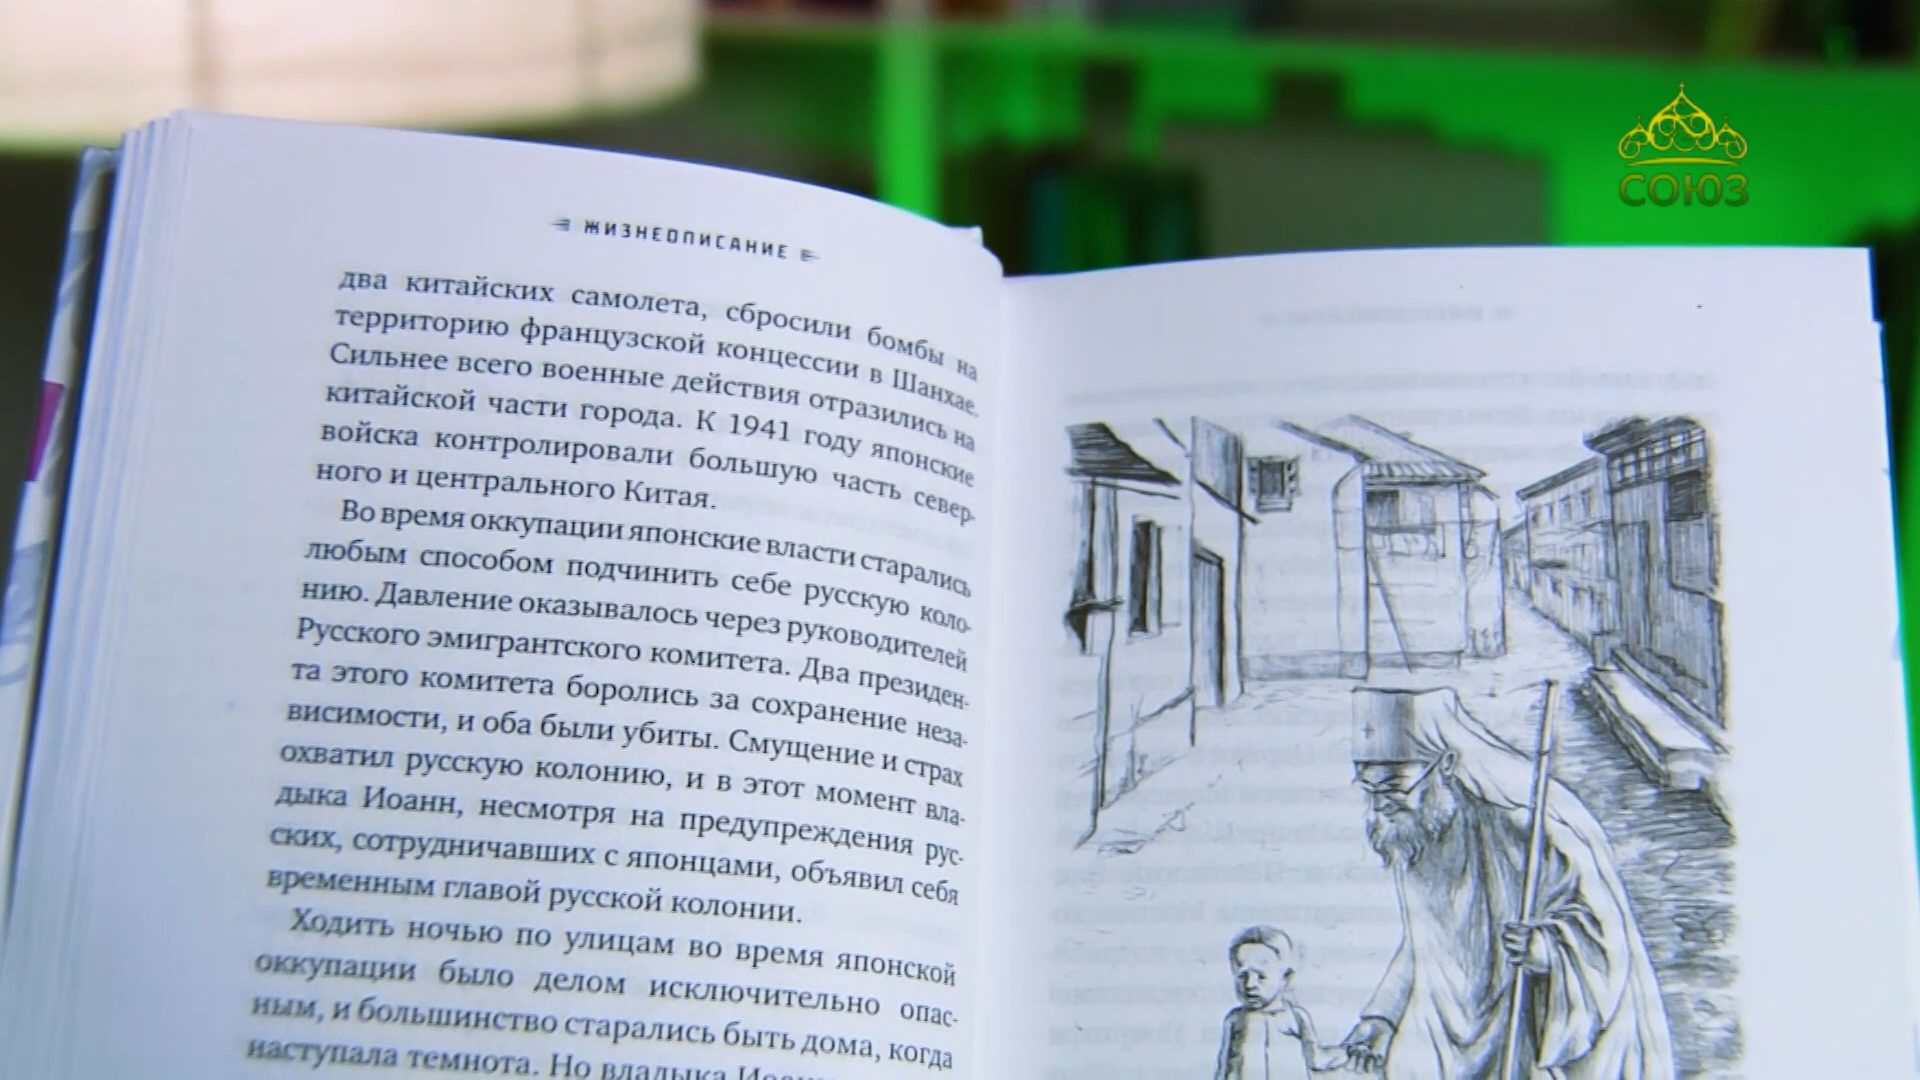 ЖИЗНЕОПИСАНИЕ
два китайских самолета, сбросили бомбы на
территорию французской концессии в Шанхае.
Сильнее всего военные действия отразились на
китайской части города. К 1941 году японские
войска контролировали большую часть север-
ного и центрального Китая.
Во время оккупации японские власти старались
любым способом подчинить себе русскую коло-
нию. Давление оказывалось через руководителей
Русского эмигрантского комитета. Два президен-
та этого комитета боролись за сохранение неза-
висимости, и оба были убиты. Смущение и страх
охватил русскую колонию, и в этот момент вла-
дыка Иоанн, несмотря на предупреждения рус-
ских, сотрудничавших с японцами, объявил себя
временным главой русской колонии.
Ходить ночью по улицам во время японской
оккупации было делом исключительно опас-
ным, и большинство старались быть дома, когда
наступала темнота. Но владыка
СОЮЗ